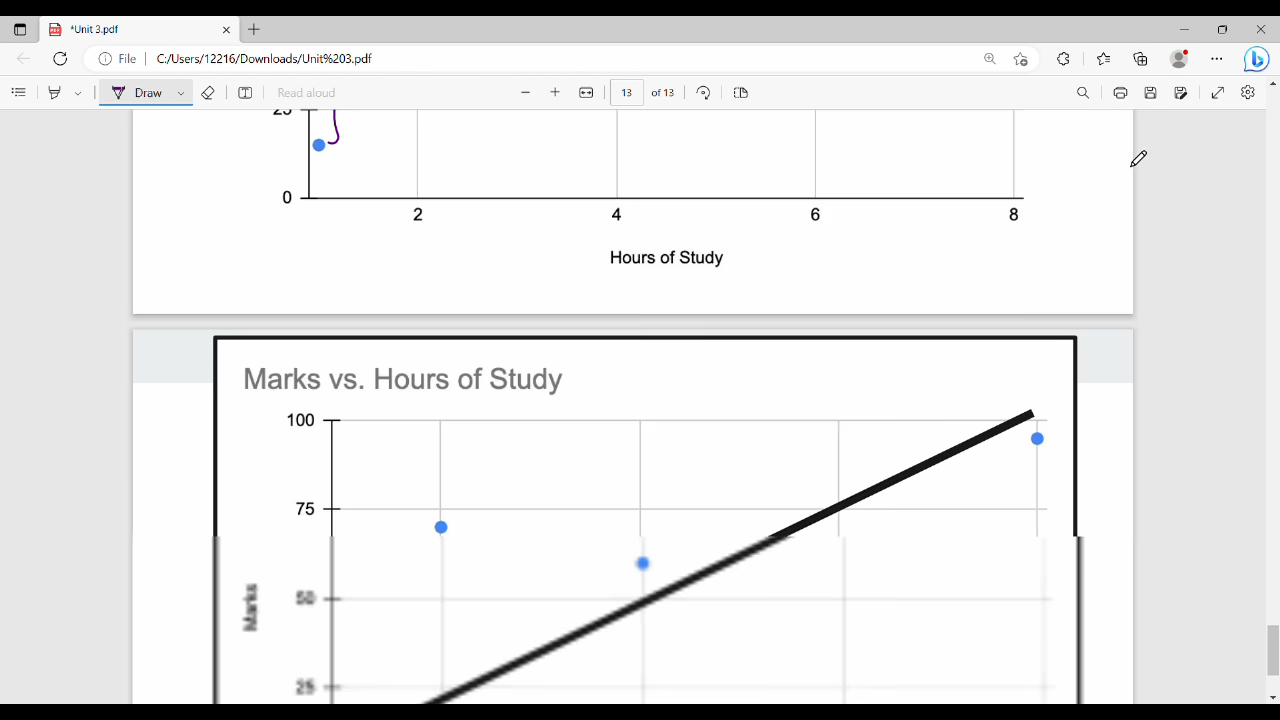 *Unit 3.pdf
File
C:/Users/12216/Downloads/Unit%203.pdf
Draw
Read aloud
13
of 13
25
0
2
4
6
8
Hours of Study
Marks vs. Hours of Study
100
75
50
25
Marks